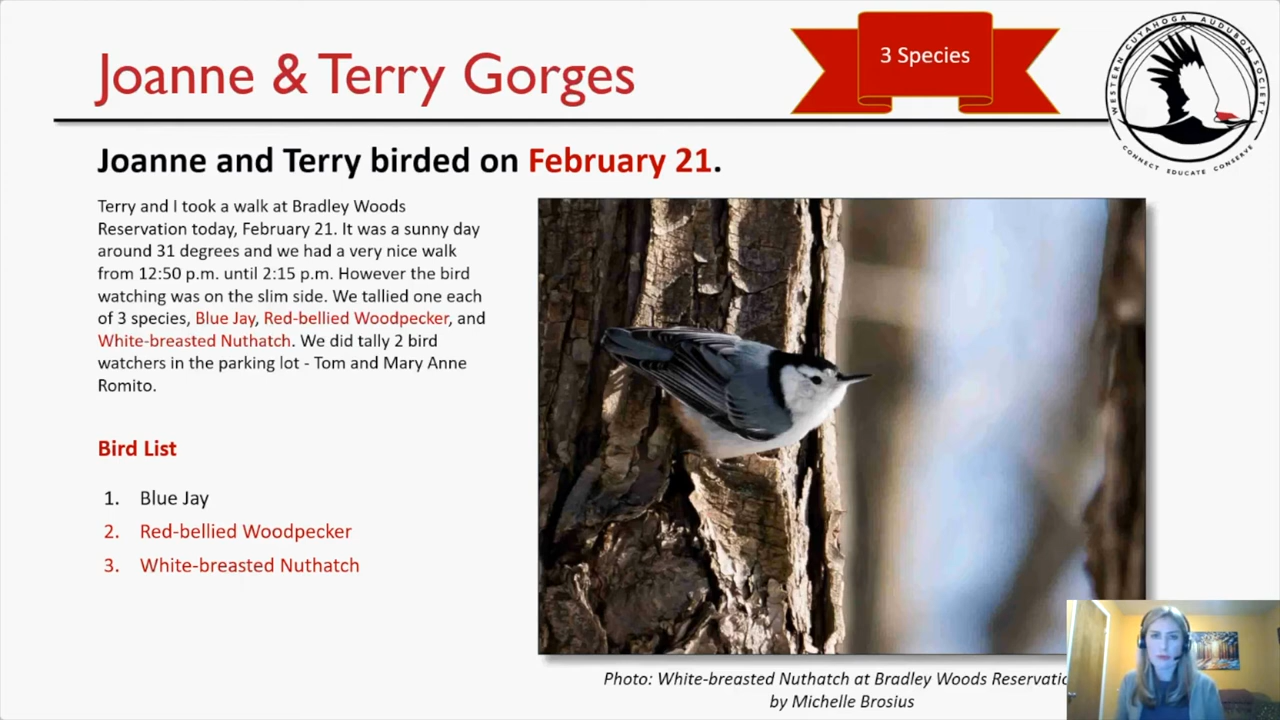 Joanne & Terry Gorges
3 Species
WESTERN CUYAHOGA AUDUBON SOCIETY
CONNECT EDUCATE CONSERVE
Joanne and Terry birded on February 21.
Terry and I took a walk at Bradley Woods
Reservation today, February 21. It was a sunny day
around 31 degrees and we had a very nice walk
from 12:50 p.m. until 2:15 p.m. However the bird
watching was on the slim side. We tallied one each
of 3 species, Blue Jay, Red-bellied Woodpecker, and
White-breasted Nuthatch. We did tally 2 bird
watchers in the parking lot - Tom and Mary Anne
Romito.
Bird List
1. Blue Jay
2. Red-bellied Woodpecker
3. White-breasted Nuthatch
Photo: White-breasted Nuthatch at Bradley Woods
by Michelle Brosius